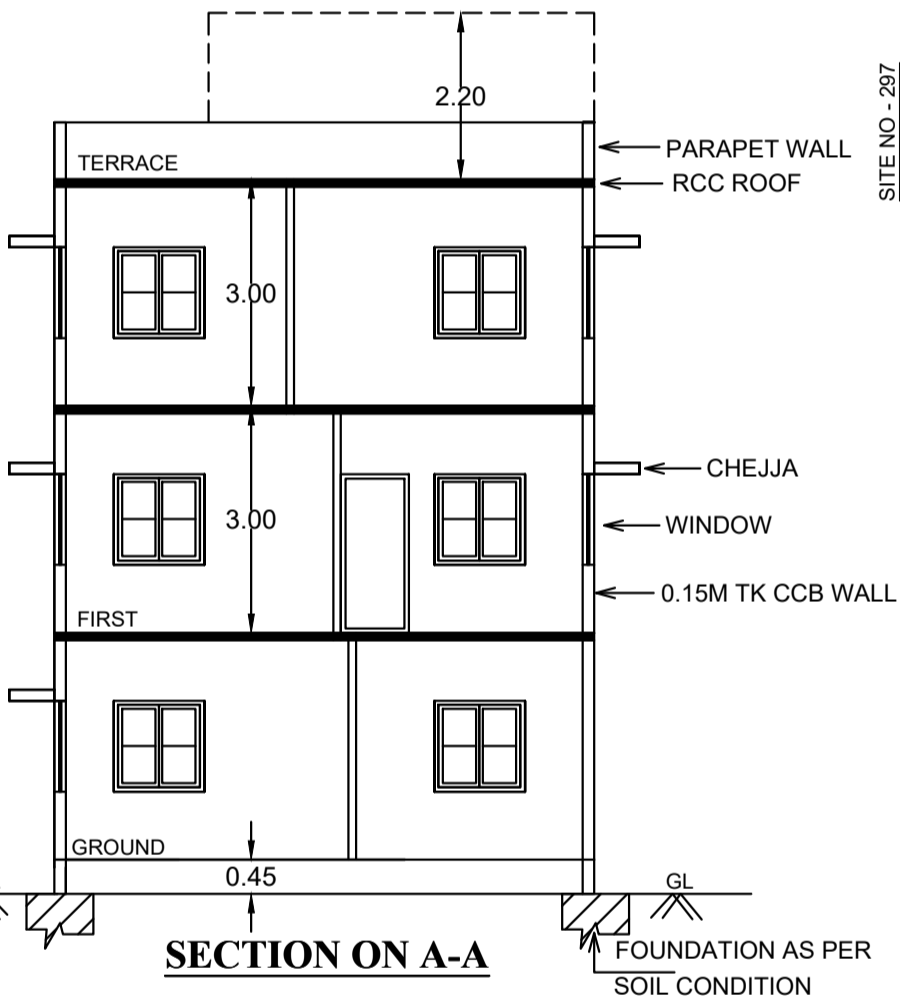 2.20
SITE NO - 297
PARAPET WALL
TERRACE
RCC ROOF
3.00
CHEJJA
3.00
WINDOW
0.15M TK CCB WALL
FIRST
GROUND
0.45
GL
SECTION ON A-A
FOUNDATION AS PER
SOIL CONDITION